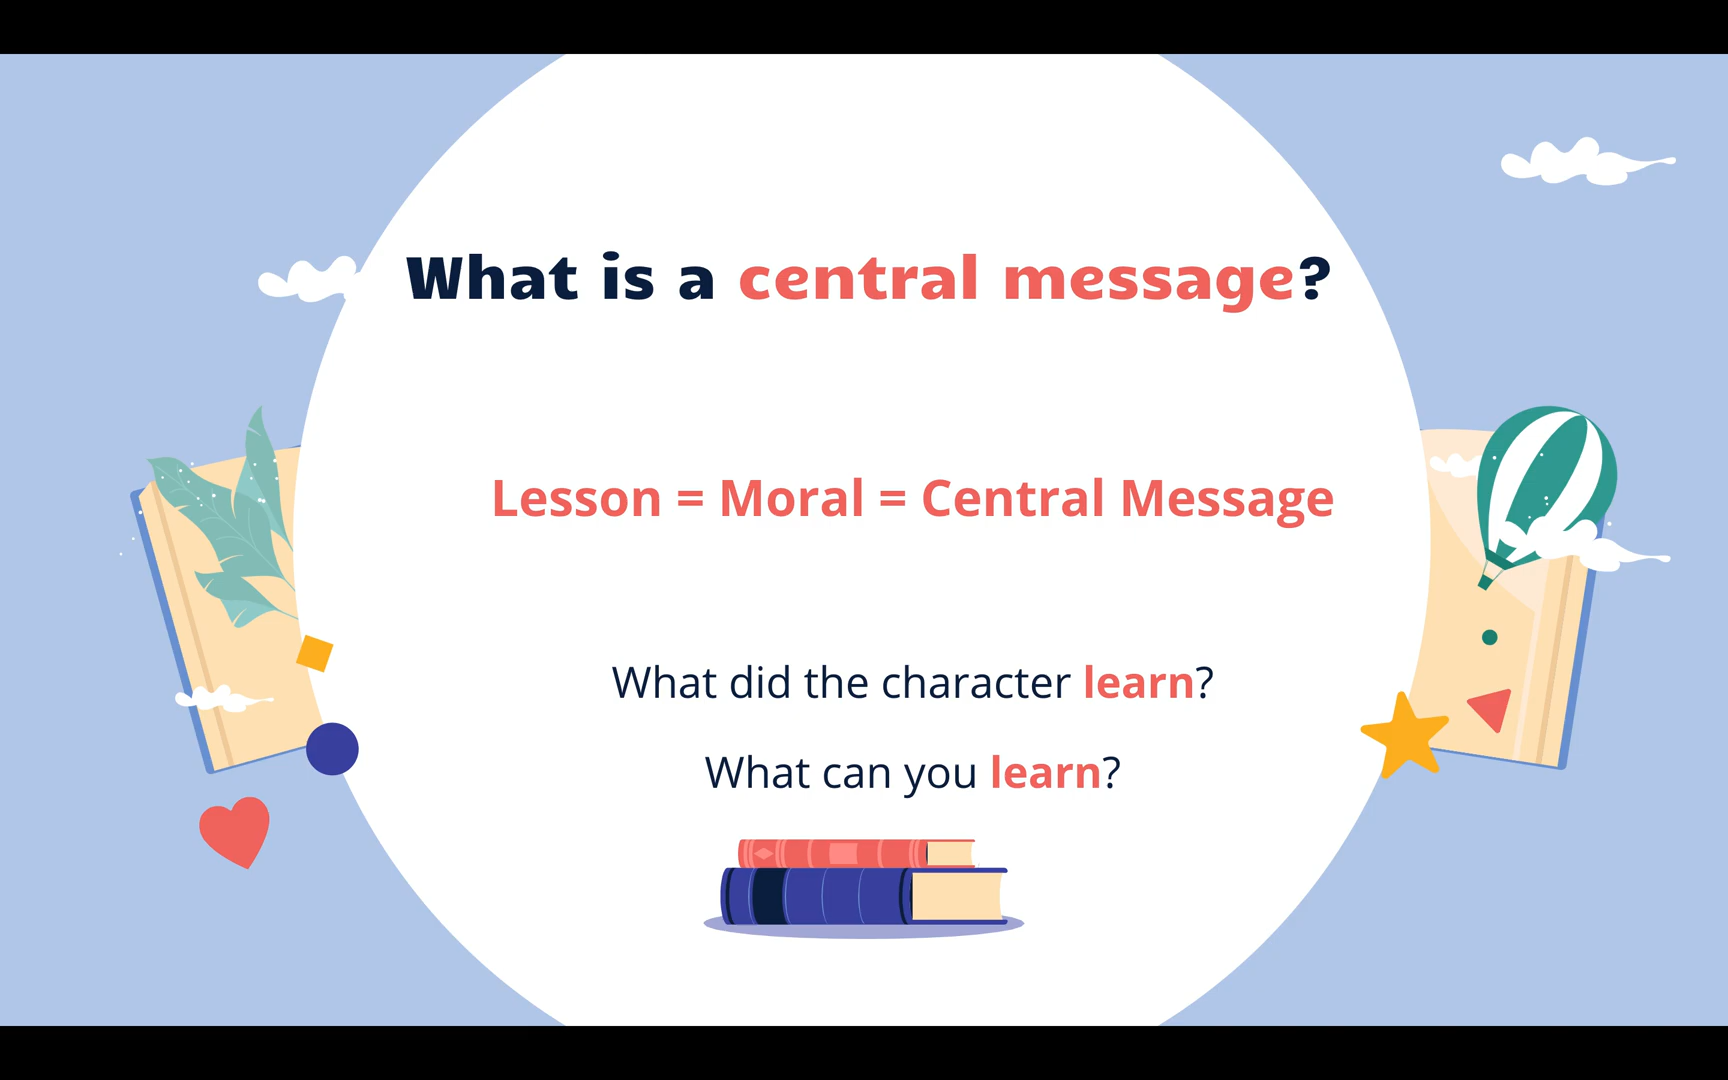 What is a central message?
Lesson = Moral = Central Message
What did the character learn?
What can you learn?